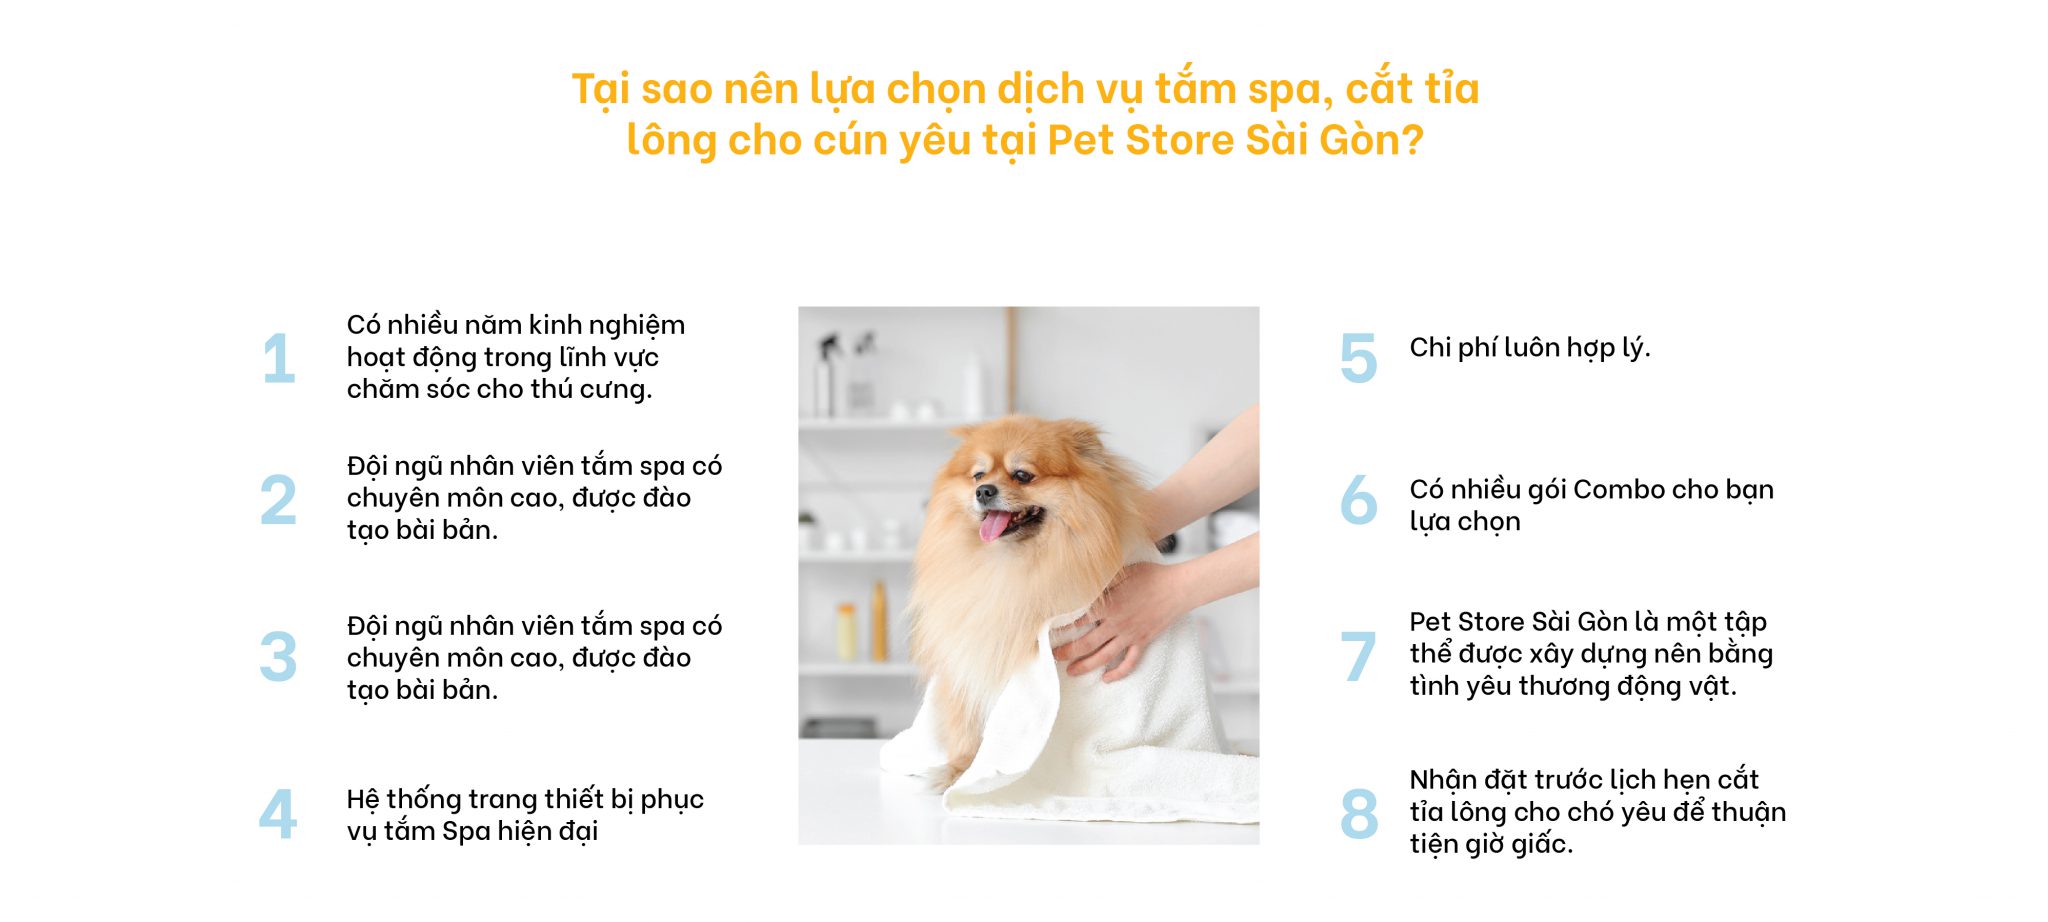 Tại sao nên lựa chọn dịch vụ tắm spa, cắt tỉa
lông cho cún yêu tại Pet Store Sài Gòn?
1
Có nhiều năm kinh nghiệm
hoạt động trong lĩnh vực
chăm sóc cho thú cưng.
2
Đội ngũ nhân viên tắm spa có
chuyên môn cao, được đào
tạo bài bản.
3
Đội ngũ nhân viên tắm spa có
chuyên môn cao, được đào
tạo bài bản.
4
Hệ thống trang thiết bị phục
vụ tắm Spa hiện đại
5
Chi phí luôn hợp lý.
6
Có nhiều gói Combo cho bạn
lựa chọn
7
Pet Store Sài Gòn là một tập
thể được xây dựng nên bằng
tình yêu thương động vật.
8
Nhận đặt trước lịch hẹn cắt
tỉa lông cho chó yêu để thuận
tiện giờ giấc.